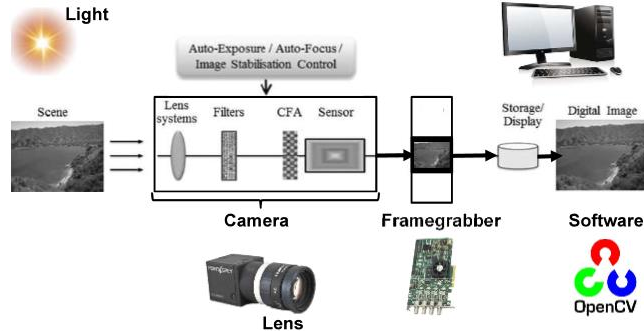 Light
Auto-Exposure / Auto-Focus /
Image Stabilisation Control
Scene
Lens
systems
Filters
CFA
Sensor
Storage/
Display
Digital Image
Camera
Framegrabber
Software
Lens
OpenCV